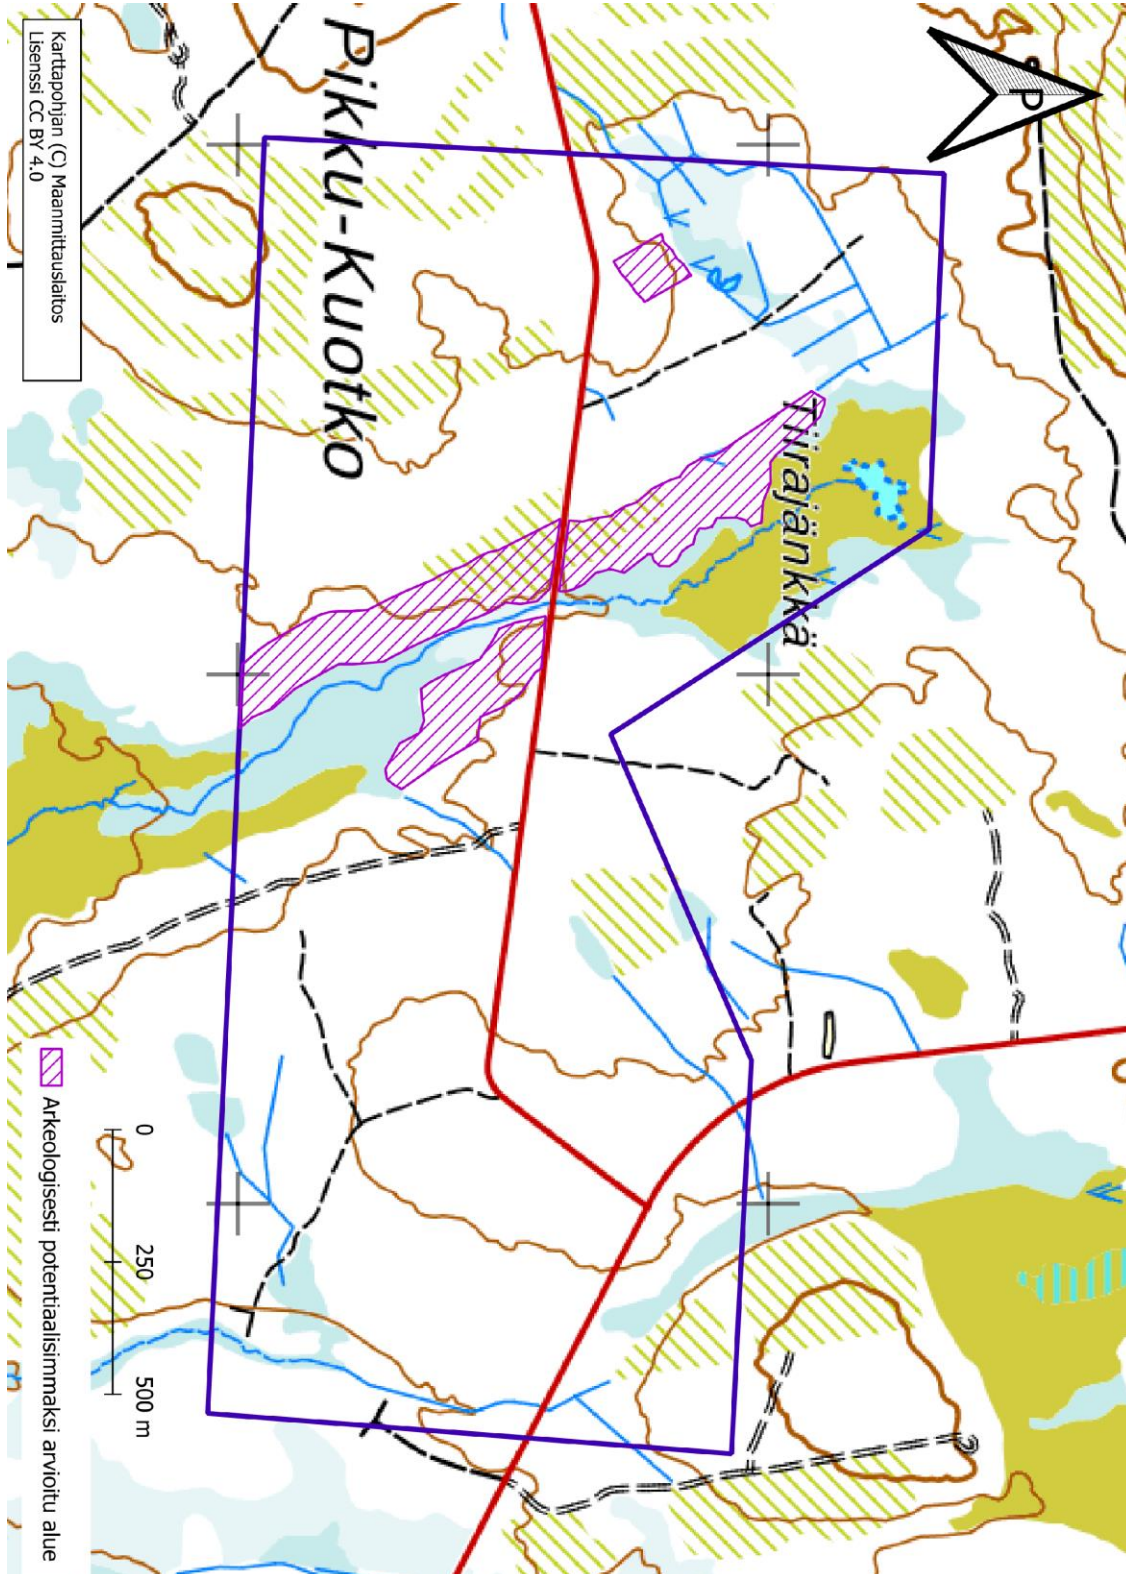 P
Pikku-Kuotko
Tiirajänkkä
Karttapohjan (C) Maanmittauslaitos
Lisenssi CC BY 4.0
Arkeologisesti potentiaalisimmaksi arvioitu alue
0 250 500 m